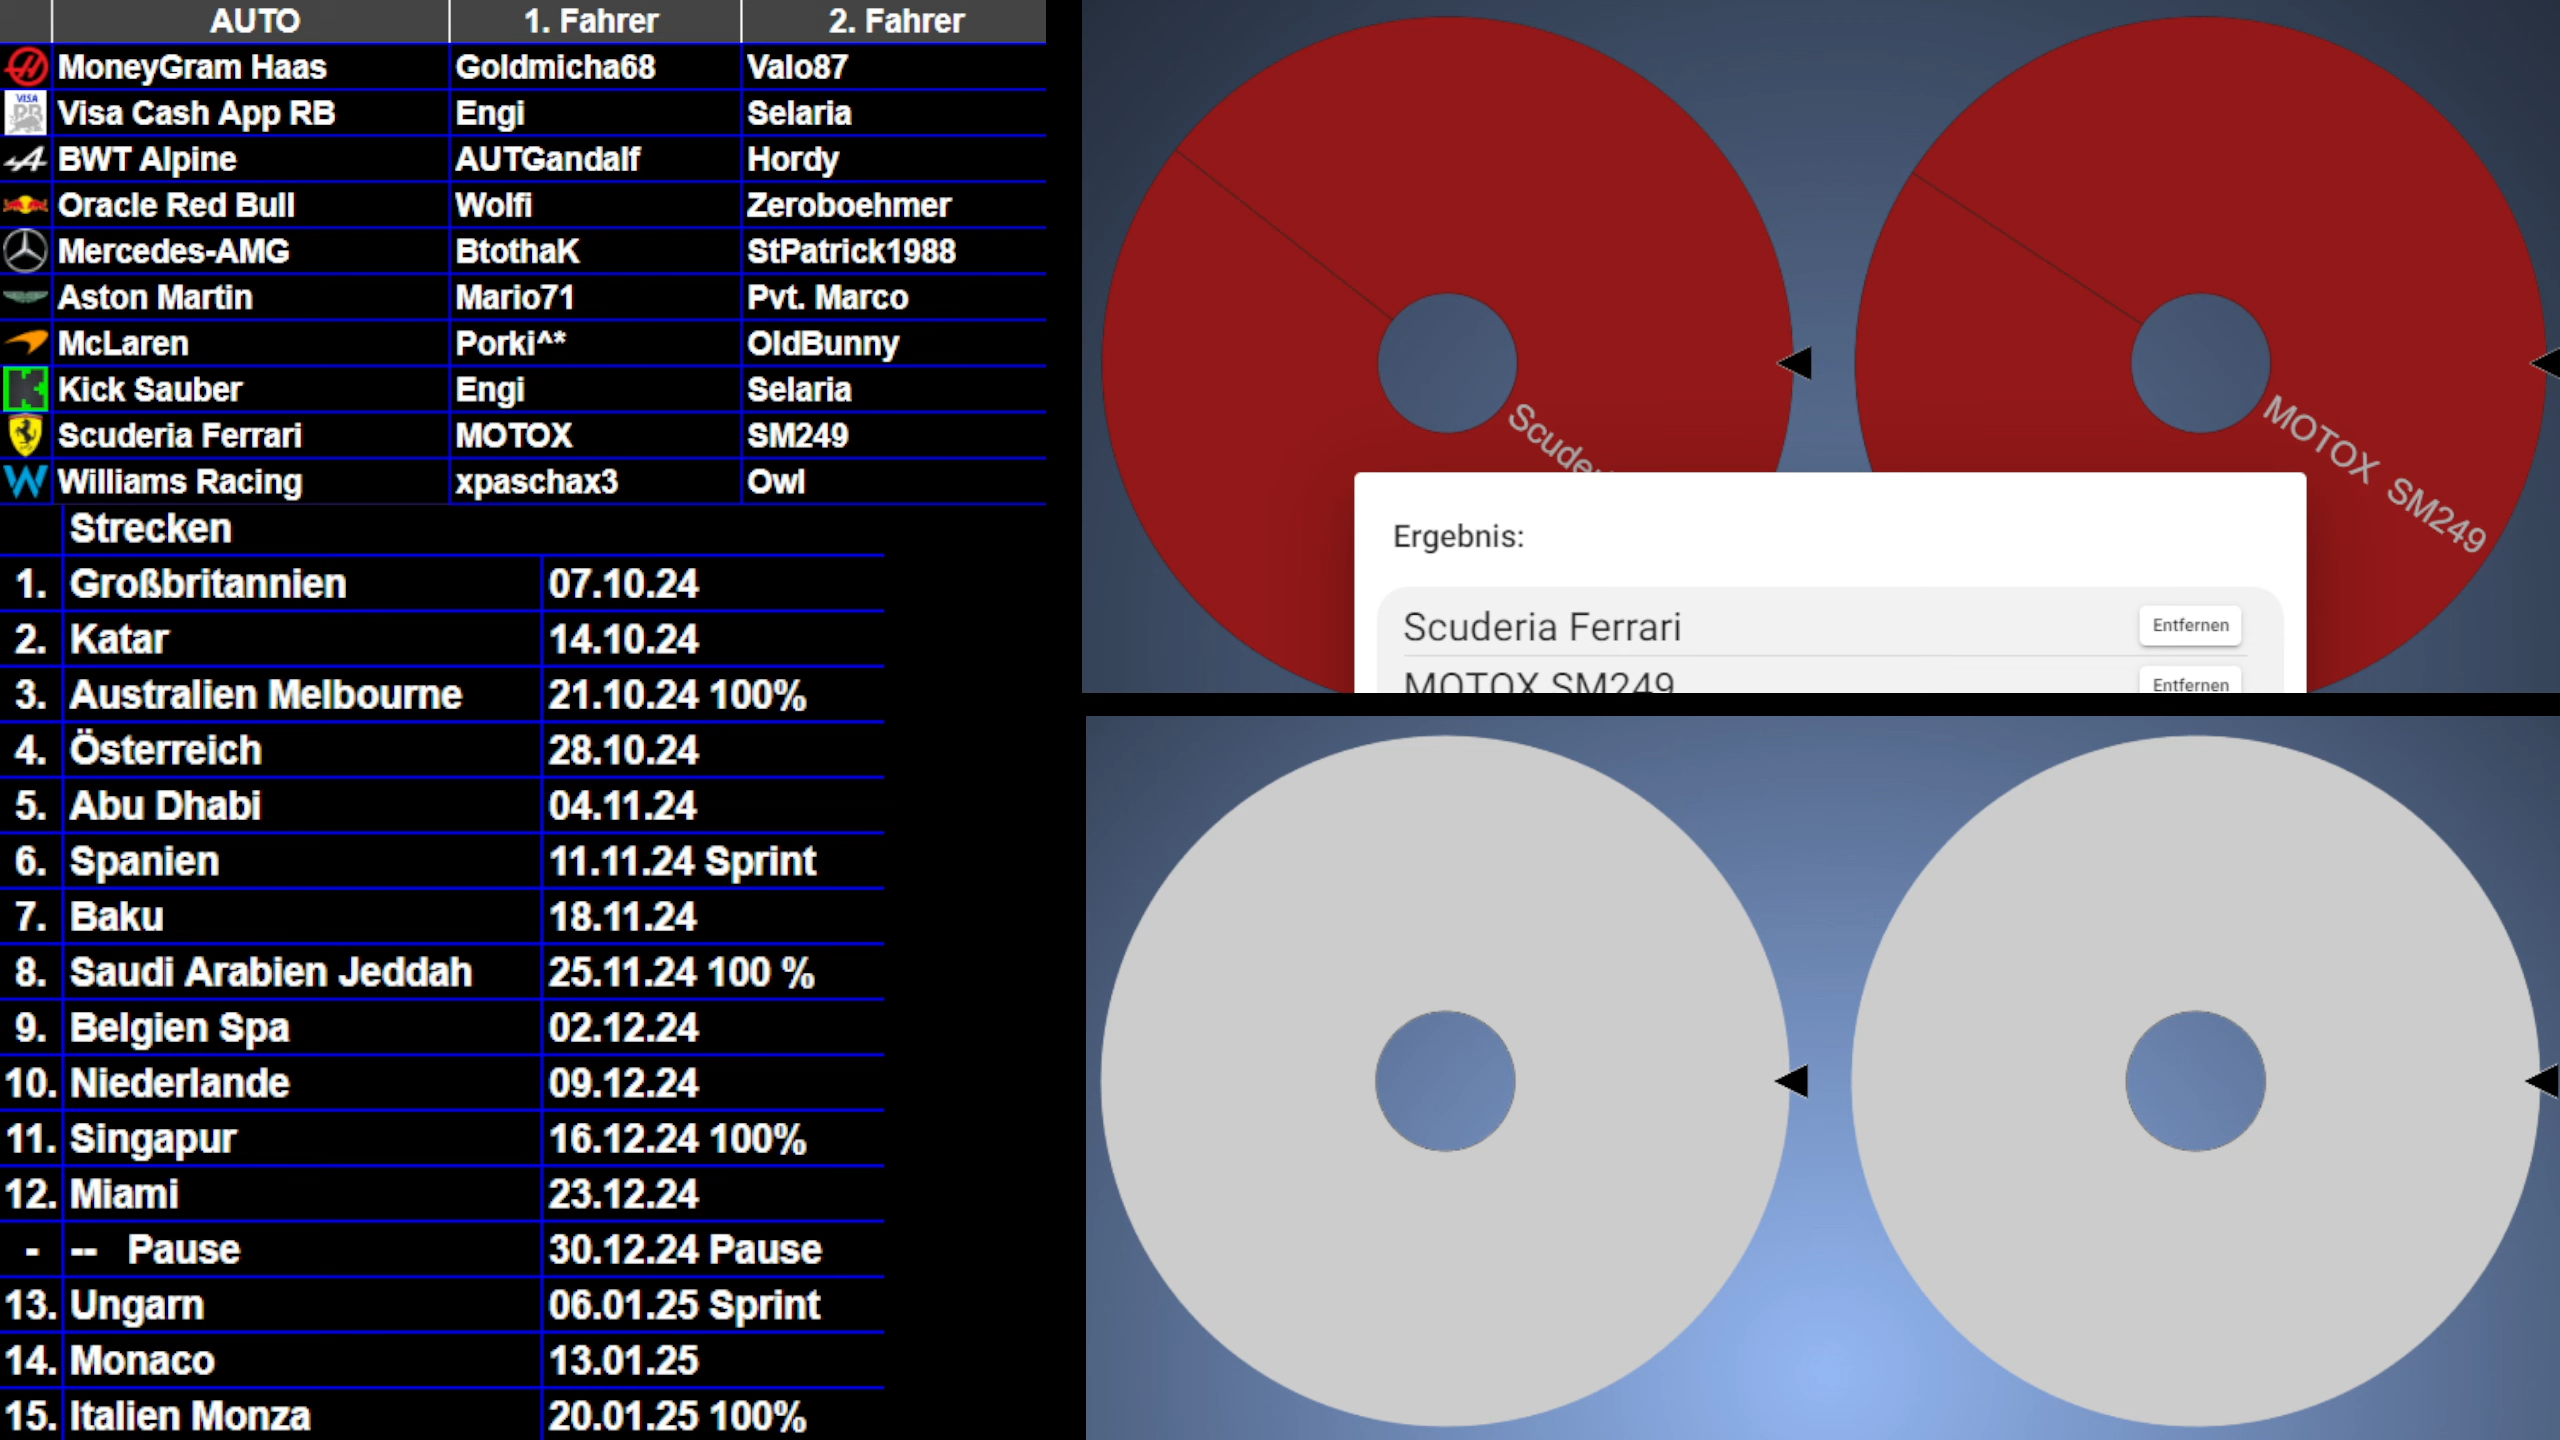 AUTO 1. Fahrer 2. Fahrer
MoneyGram Haas Goldmicha68 Valo87
VISA
Visa Cash App RB Engi Selaria
BWT Alpine AUTGandalf Hordy
Oracle Red Bull Wolfi Zeroboehmer
Mercedes-AMG BtothaK StPatrick1988
Aston Martin Mario71 Pvt. Marco
McLaren Porki^* OldBunny
Kick Sauber Engi Selaria
Scuderia Ferrari MOTOX SM249
Williams Racing xpaschax3 Owl
Strecken
1. Großbritannien 07.10.24
2. Katar 14.10.24
3. Australien Melbourne 21.10.24 100%
4. Österreich 28.10.24
5. Abu Dhabi 04.11.24
6. Spanien 11.11.24 Sprint
7. Baku 18.11.24
8. Saudi Arabien Jeddah 25.11.24 100 %
9. Belgien Spa 02.12.24
10. Niederlande 09.12.24
11. Singapur 16.12.24 100%
12. Miami 23.12.24
- -- Pause 30.12.24 Pause
13. Ungarn 06.01.25 Sprint
14. Monaco 13.01.25
15. Italien Monza 20.01.25 100%
Scude
MOTOX SM249
Ergebnis:
Scuderia Ferrari Entfernen
MOTOX SM249 Entfernen